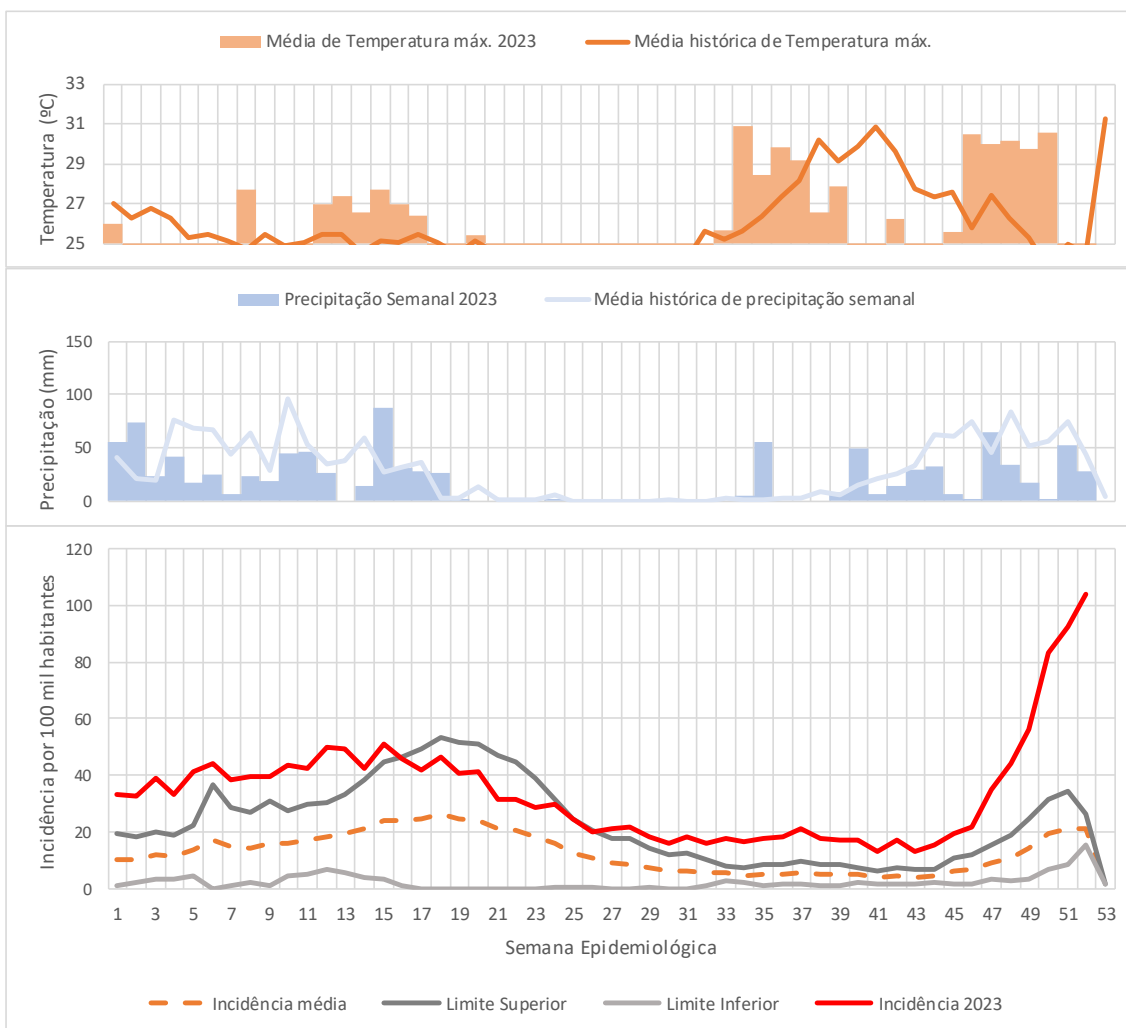 Média de Temperatura máx. 2023 Média histórica de Temperatura máx.
Temperatura (ºC)
33
31
29
27
25
Precipitação Semanal 2023 Média histórica de precipitação semanal
Precipitação (mm)
150
100
50
0
Incidência por 100 mil habitantes
120
100
80
60
40
20
0
1 3 5 7 9 11 13 15 17 19 21 23 25 27 29 31 33 35 37 39 41 43 45 47 49 51 53
Semana Epidemiológica
Incidência média Limite Superior Limite Inferior Incidência 2023